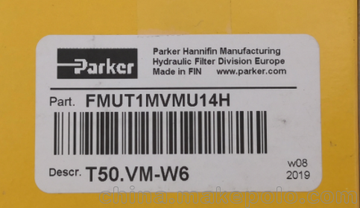 Parker
Parker Hannifin Manufacturing
Hydraulic Filter Division Europe
Made in FIN www.parker.com
Part. FMUT1MVMU14H
Descr. T50.VM-W6
w08
2019